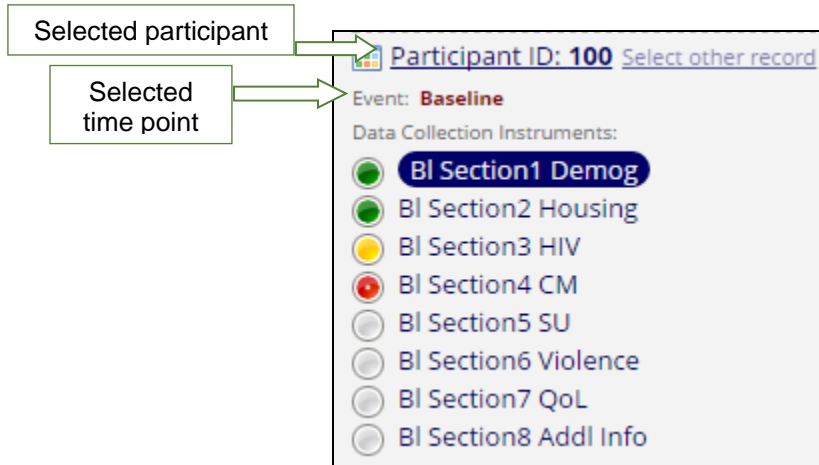 Selected participant
Selected
time point
Participant ID: 100 Select other record
Event: Baseline
Data Collection Instruments:
Bl Section1 Demog
Bl Section2 Housing
Bl Section3 HIV
Bl Section4 CM
Bl Section5 SU
Bl Section6 Violence
Bl Section7 QoL
Bl Section8 Addl Info